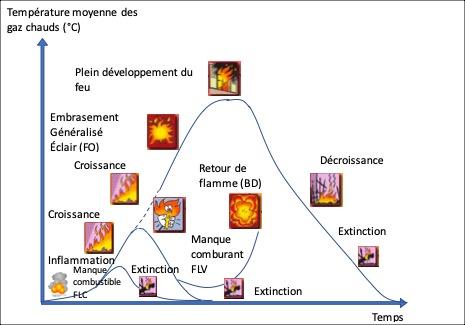 Température moyenne des
gaz chauds (°C)
Plein développement du
feu
Embrasement
Généralisé
Éclair (FO)
Croissance
Retour de
flamme (BD)
Décroissance
Croissance
Manque
comburant
FLV
Extinction
Inflammation
Manque
combustible
FLC
Extinction
Extinction
Temps